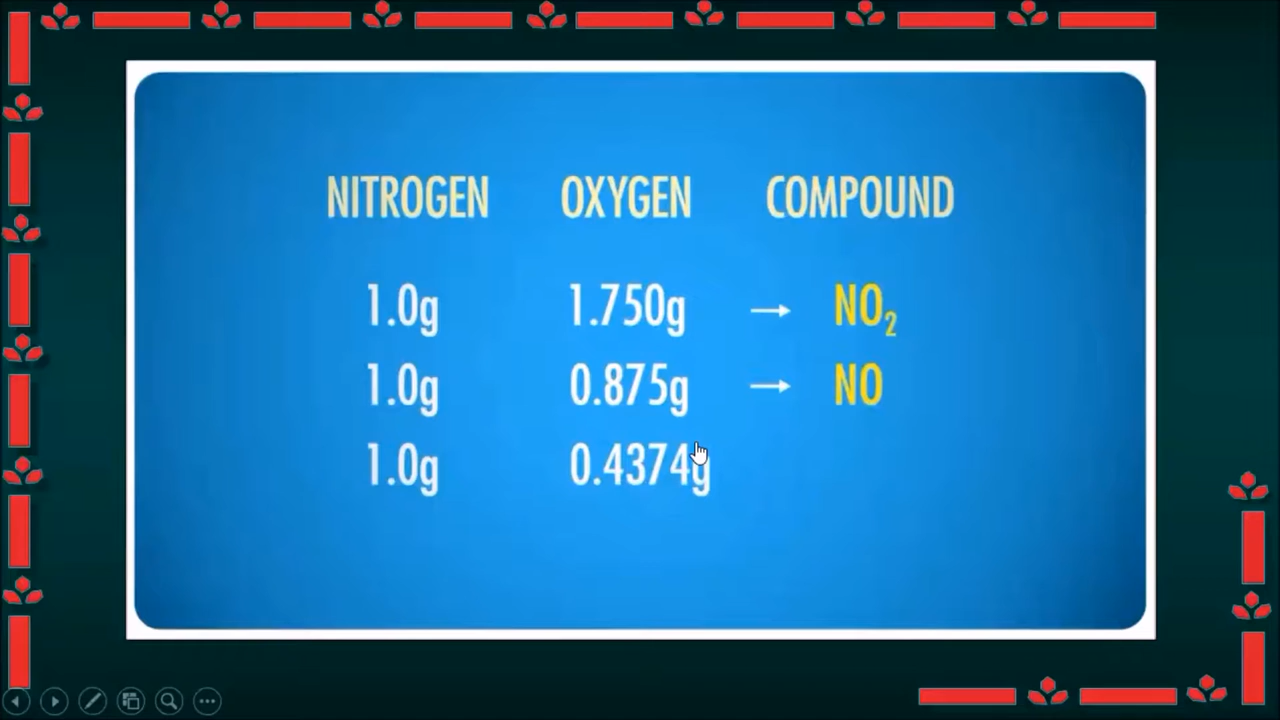 NITROGEN OXYGEN COMPOUND
1.0g 1.750g → NO₂
1.0g 0.875g → NO
1.0g 0.4374g